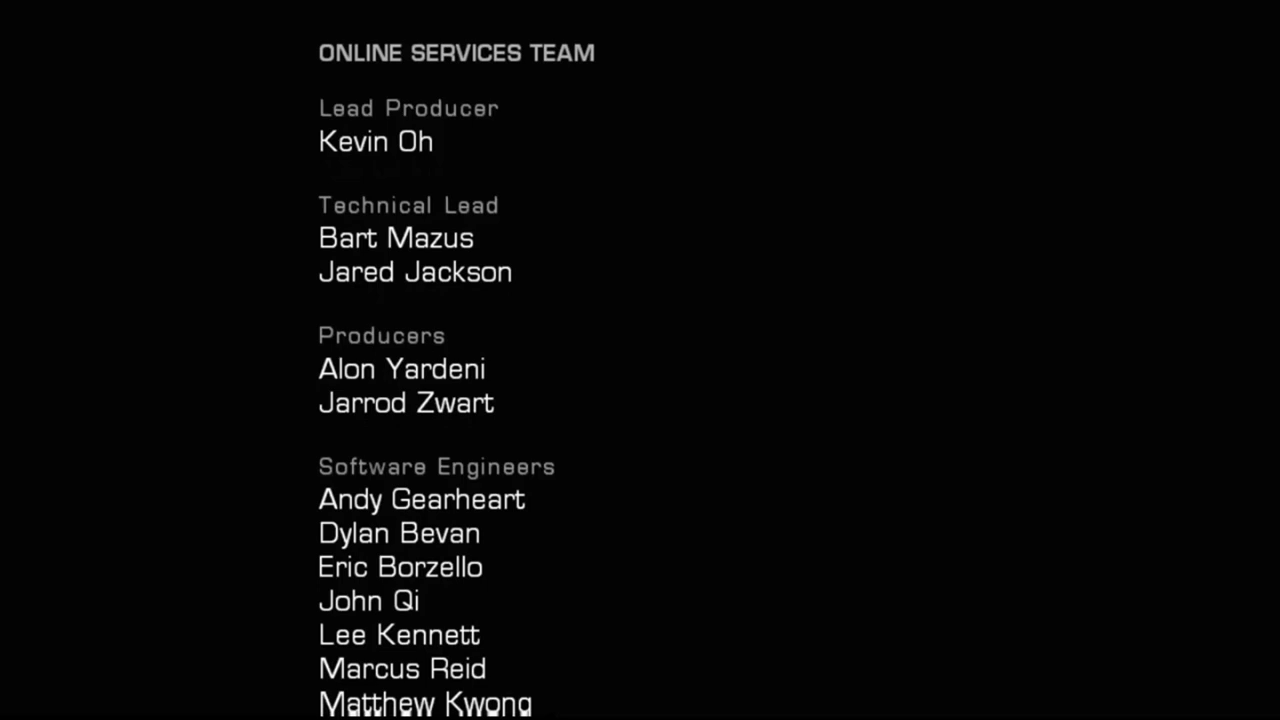 ONLINE SERVICES TEAM
Lead Producer
Kevin Oh
Technical Lead
Bart Mazus
Jared Jackson
Producers
Alon Yardeni
Jarrod Zwart
Software Engineers
Andy Gearheart
Dylan Bevan
Eric Borzello
John Qi
Lee Kennett
Marcus Reid
Matthew Kwong